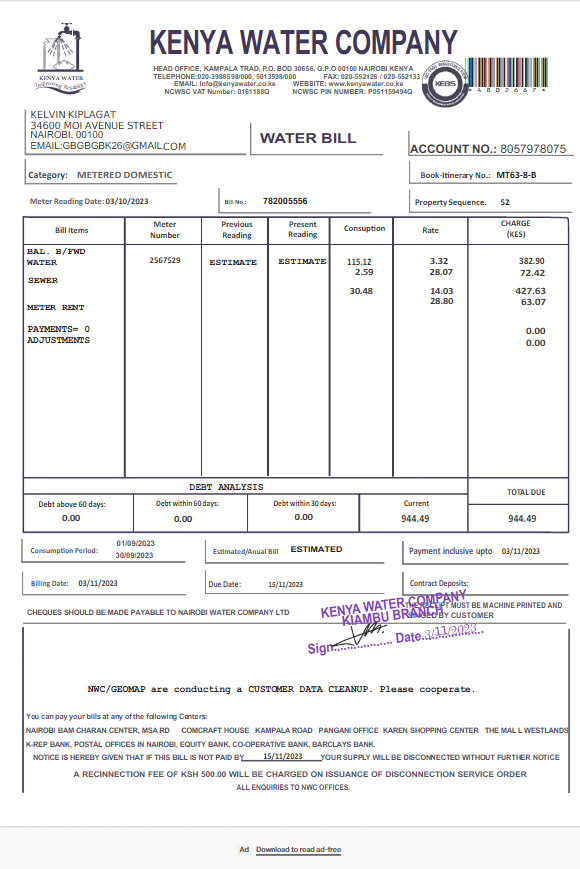 KENYA WATER
Improving livability!
KENYA WATER COMPANY
HEAD OFFICE, KAMPALA TRAD, P.O. BOD 30656, G.P.O 00100 NAIROBI KENYA
TELEPHONE:020-3988598/000, 5013598/000 FAX: 020-552126 / 020-552133
EMAIL: info@kenyawater.co.ke WEBSITE: www.kenyawater.co.ke
NCWSC VAT Number: 0161188Q NCWSC PIN NUMBER: P051159494Q
KEBS
*4802667*
KELVIN KIPLAGAT
34600 MOI AVENUE STREET
NAIROBI, 00100
EMAIL:GBGBGBK26@GMAIL.COM
WATER BILL
ACCOUNT NO.: 8057978075
Category: METERED DOMESTIC
Book-Itinerary No.: MT63-8-B
Meter Reading Date: 03/10/2023
Bill No.: 782005556
Property Sequence. 52
Bill Items Meter Number Previous Reading Present Reading Consuption Rate CHARGE (KES)
BAL. B/FWD
WATER 2567529 ESTIMATE ESTIMATE 115.12 3.32 382.90
2.59 28.07 72.42
SEWER
30.48 14.03 427.63
28.80 63.07
METER RENT
PAYMENTS= 0 0.00
ADJUSTMENTS 0.00
DEBT ANALYSIS
TOTAL DUE
Debt above 60 days: Debt within 60 days: Debt within 30 days: Current
0.00 0.00 0.00 944.49 944.49
Consumption Period: 01/09/2023
30/09/2023
Estimated/Anual Bill ESTIMATED
Payment inclusive upto 03/11/2023
Billing Date: 03/11/2023
Due Date: 15/11/2023
Contract Deposits:
CHEQUES SHOULD BE MADE PAYABLE TO NAIROBI WATER COMPANY LTD
THE RECEIPT MUST BE MACHINE PRINTED AND
SINGED BY CUSTOMER
KENYA WATER COMPANY
KIAMBU BRANCH
Sign.................. Date 3/11/2023
NWC/GEOMAP are conducting a CUSTOMER DATA CLEANUP. Please cooperate.
You can pay your bills at any of the following Centers:
NAIROBI BAM CHARAN CENTER, MSA RD COMCRAFT HOUSE KAMPALA ROAD PANGANI OFFICE KAREN SHOPPING CENTER THE MAL L WESTLANDS
K-REP BANK, POSTAL OFFICES IN NAIROBI, EQUITY BANK, CO-OPERATIVE BANK, BARCLAYS BANK.
NOTICE IS HEREBY GIVEN THAT IF THIS BILL IS NOT PAID BY 15/11/2023 YOUR SUPPLY WILL BE DISCONNECTED WITHOUT FURTHER NOTICE
A RECINNECTION FEE OF KSH 500.00 WILL BE CHARGED ON ISSUANCE OF DISCONNECTION SERVICE ORDER
ALL ENQUIRIES TO NWC OFFICES.
Ad Download to read ad-free